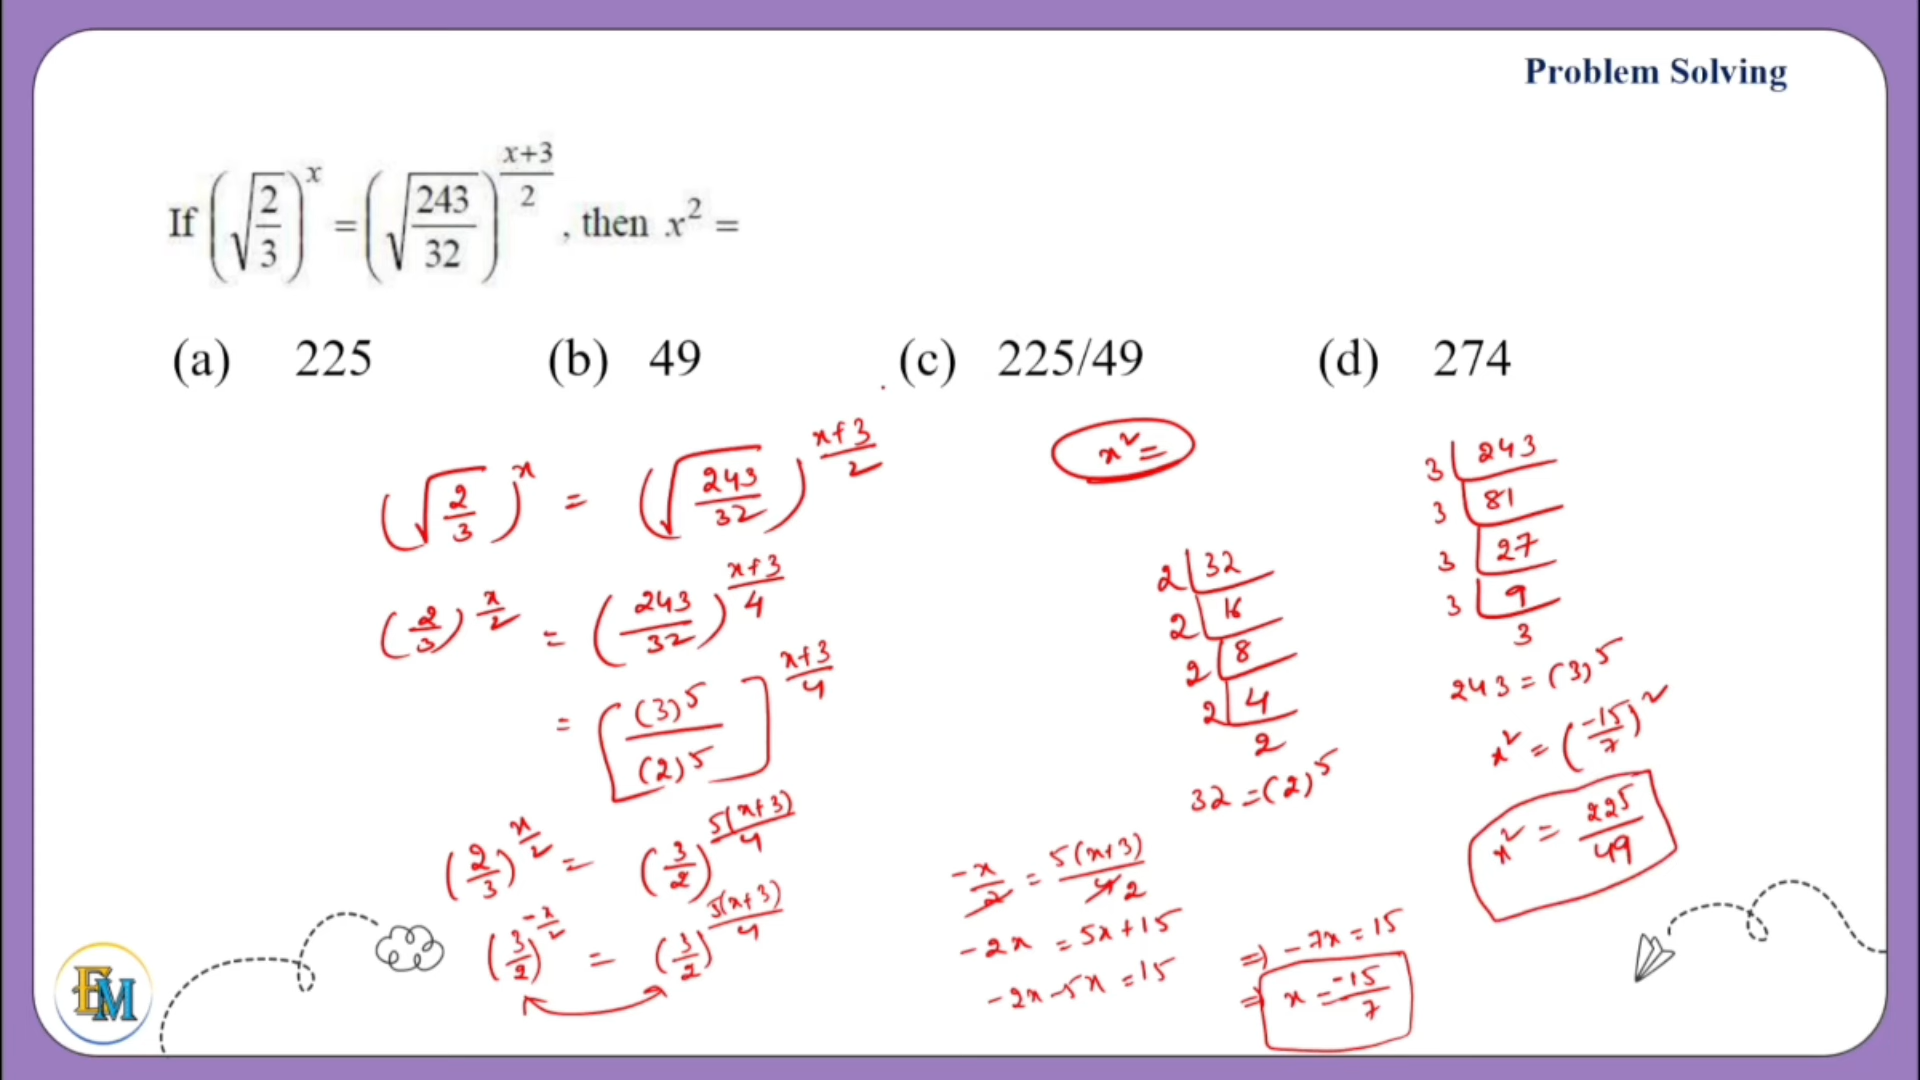 Problem Solving
If (√(2/3))^x = (√(243/32))^((x+3)/2), then x² =
(a) 225 (b) 49 (c) 225/49 (d) 274
(√(2/3))^x = (√(243/32))^((x+3)/2)
(2/3)^(x/2) = (243/32)^((x+3)/4)
= [(3)^5/(2)^5]^((x+3)/4)
(2/3)^(x/2) = (3/2)^(5(x+3)/4)
(3/2)^(-x/2) = (3/2)^(5(x+3)/4)
x² =
2 | 32
2 | 16
2 | 8
2 | 4
2
32 = (2)^5
-x/2 = 5(x+3)/4 2
-2x = 5x+15
-2x-5x = 15
⇒ -7x = 15
⇒ x = -15/7
3 | 243
3 | 81
3 | 27
3 | 9
3
243 = (3)^5
x² = (-15/7)²
x² = 225/49
EM